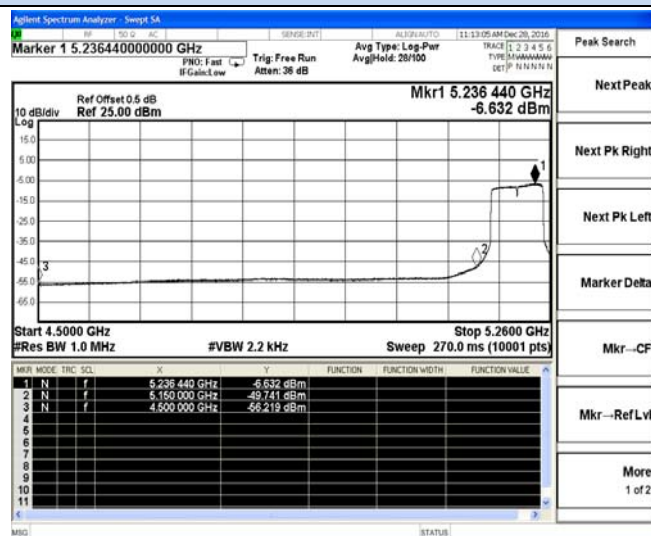 Agilent Spectrum Analyzer - Swept SA
RF 50 Ω AC SENSE:INT ALIGN AUTO 11:13:05 AM Dec 28, 2016
Marker 1 5.236440000000 GHz
PNO: Fast
IFGain:Low
Trig: Free Run
Atten: 36 dB
Avg Type: Log-Pwr
Avg|Hold: 28/100
TRACE 1 2 3 4 5 6
TYPE
DET P N N N N N
Peak Search
Next Peak
Next Pk Right
Next Pk Left
Marker Delta
Mkr→CF
Mkr→Ref Lvl
More
1 of 2
Mkr1 5.236 440 GHz
-6.632 dBm
Ref Offset 0.5 dB
10 dB/div Ref 25.00 dBm
Log
15.0
5.00
-5.00
-15.0
-25.0
-35.0
-45.0
-55.0
-65.0
1
2
3
Start 4.5000 GHz
Stop 5.2600 GHz
#Res BW 1.0 MHz #VBW 2.2 kHz Sweep 270.0 ms (10001 pts)
MKR MODE TRC SCL X Y FUNCTION FUNCTION WIDTH FUNCTION VALUE
1 N f 5.236 440 GHz -6.632 dBm
2 N f 5.150 000 GHz -49.741 dBm
3 N f 4.500 000 GHz -56.219 dBm
4
5
6
7
8
9
10
11
MSG STATUS